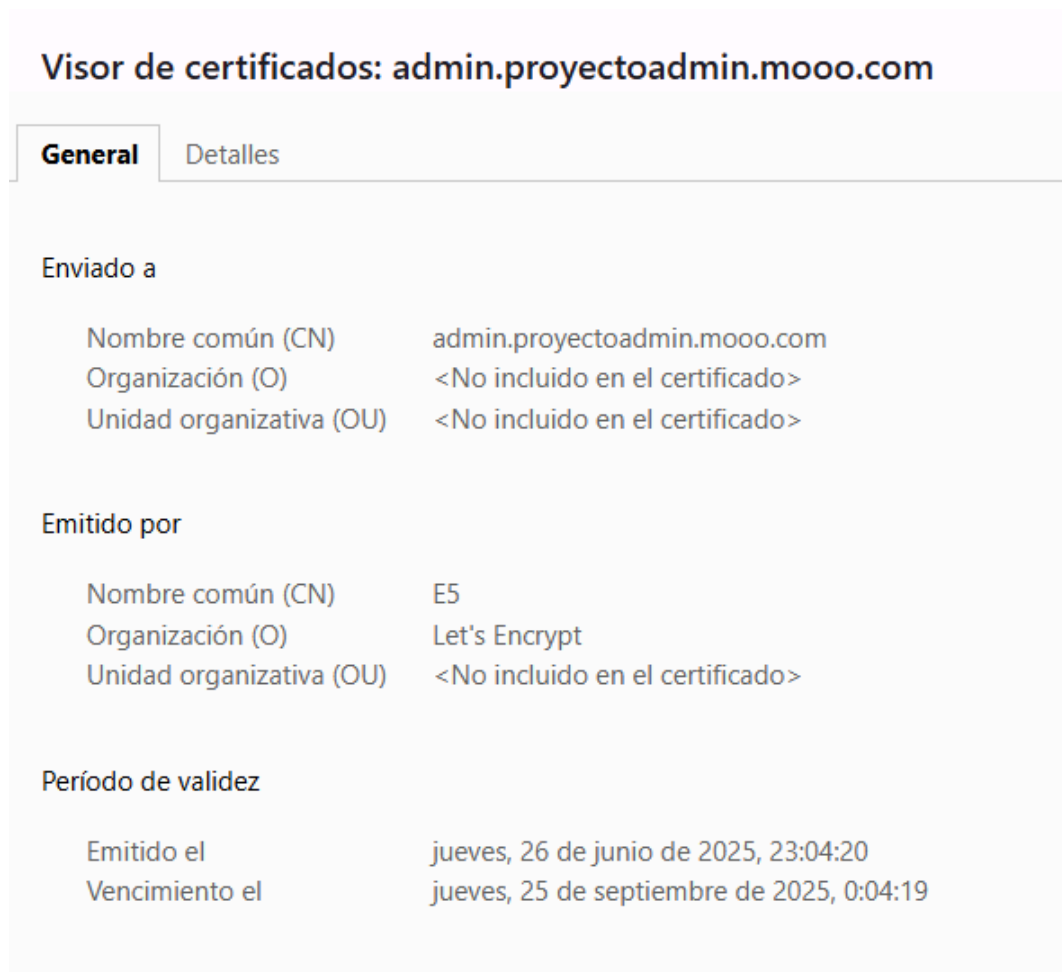 Visor de certificados: admin.proyectoadmin.mooo.com
General Detalles
Enviado a
Nombre común (CN) admin.proyectoadmin.mooo.com
Organización (O) <No incluido en el certificado>
Unidad organizativa (OU) <No incluido en el certificado>
Emitido por
Nombre común (CN) E5
Organización (O) Let's Encrypt
Unidad organizativa (OU) <No incluido en el certificado>
Período de validez
Emitido el jueves, 26 de junio de 2025, 23:04:20
Vencimiento el jueves, 25 de septiembre de 2025, 0:04:19